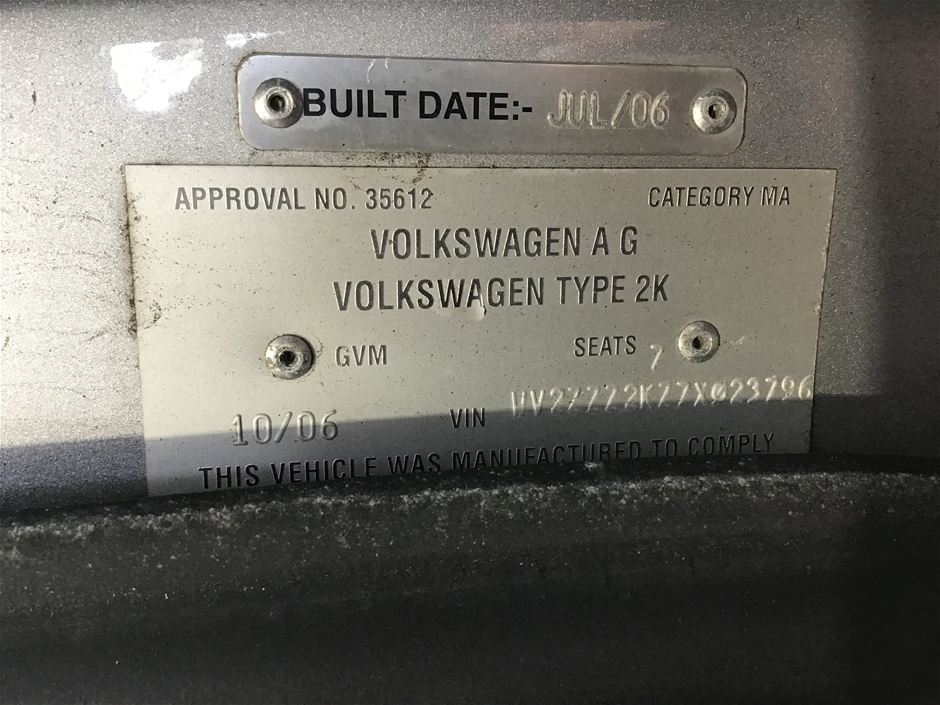 BUILT DATE:- JUL/06
APPROVAL NO. 35612 CATEGORY MA
VOLKSWAGEN A G
VOLKSWAGEN TYPE 2K
GVM SEATS 7
10/06 VIN
THIS VEHICLE WAS MANUFACTURED TO COMPLY